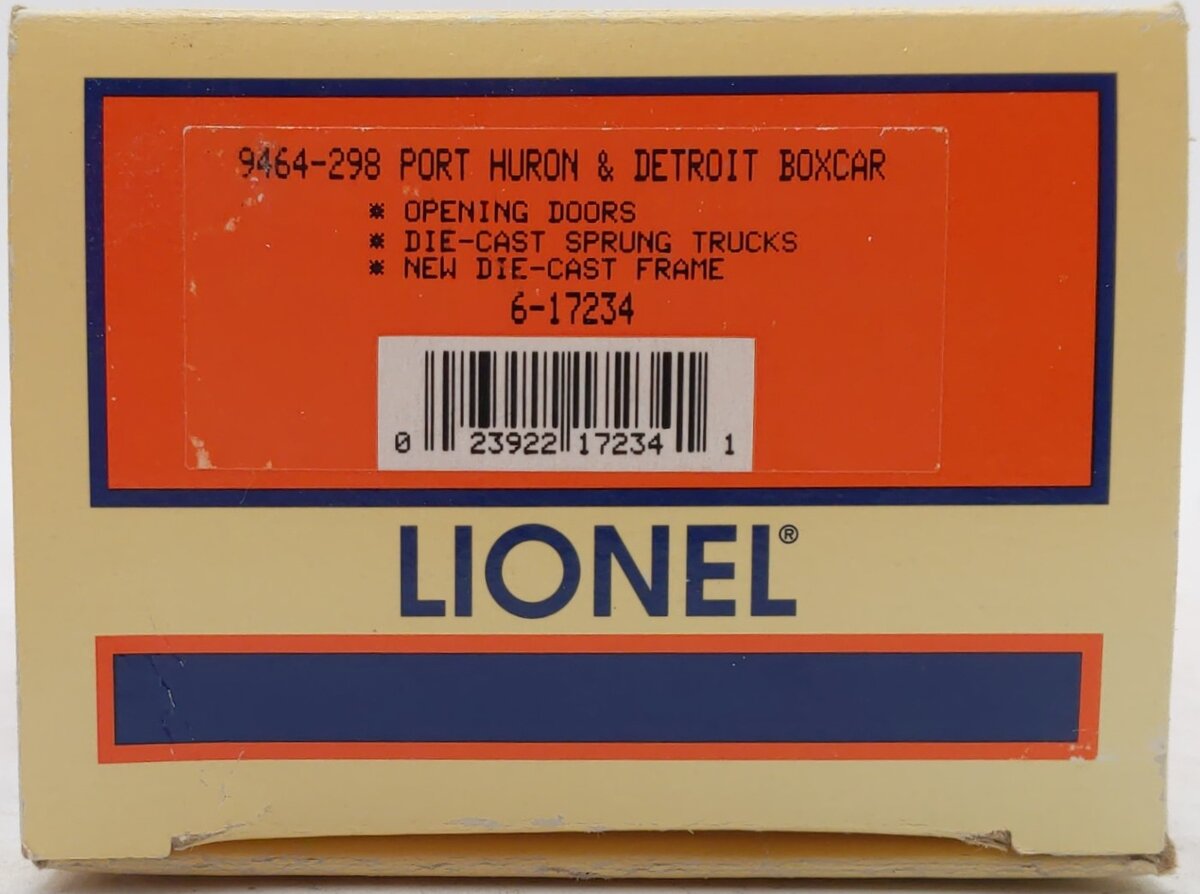 9464-298 PORT HURON & DETROIT BOXCAR
* OPENING DOORS
* DIE-CAST SPRUNG TRUCKS
* NEW DIE-CAST FRAME
6-17234
0 23922 17234 1
LIONEL®